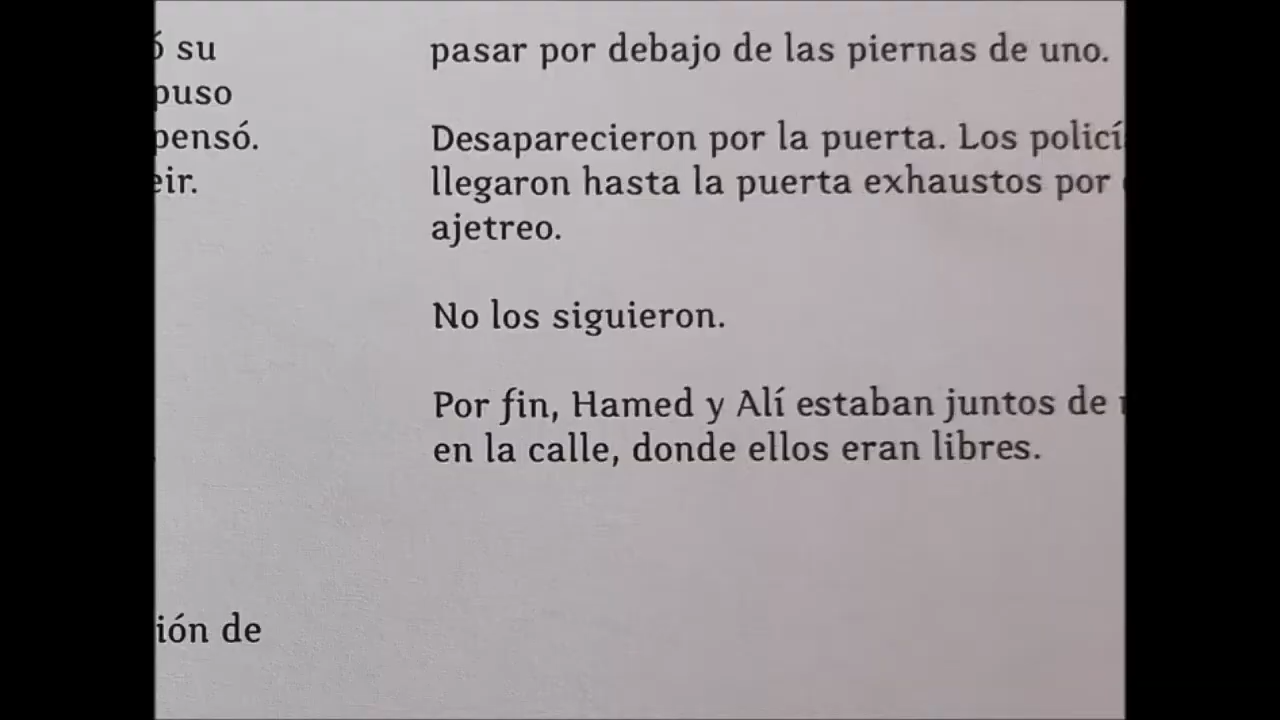 su
puso
pensó.
ión de
pasar por debajo de las piernas de uno.
Desaparecieron por la puerta. Los
llegaron hasta la puerta exhaustos por
ajetreo.
No los siguieron.
Por fin, Hamed y Alí estaban juntos de
en la calle, donde ellos eran libres.